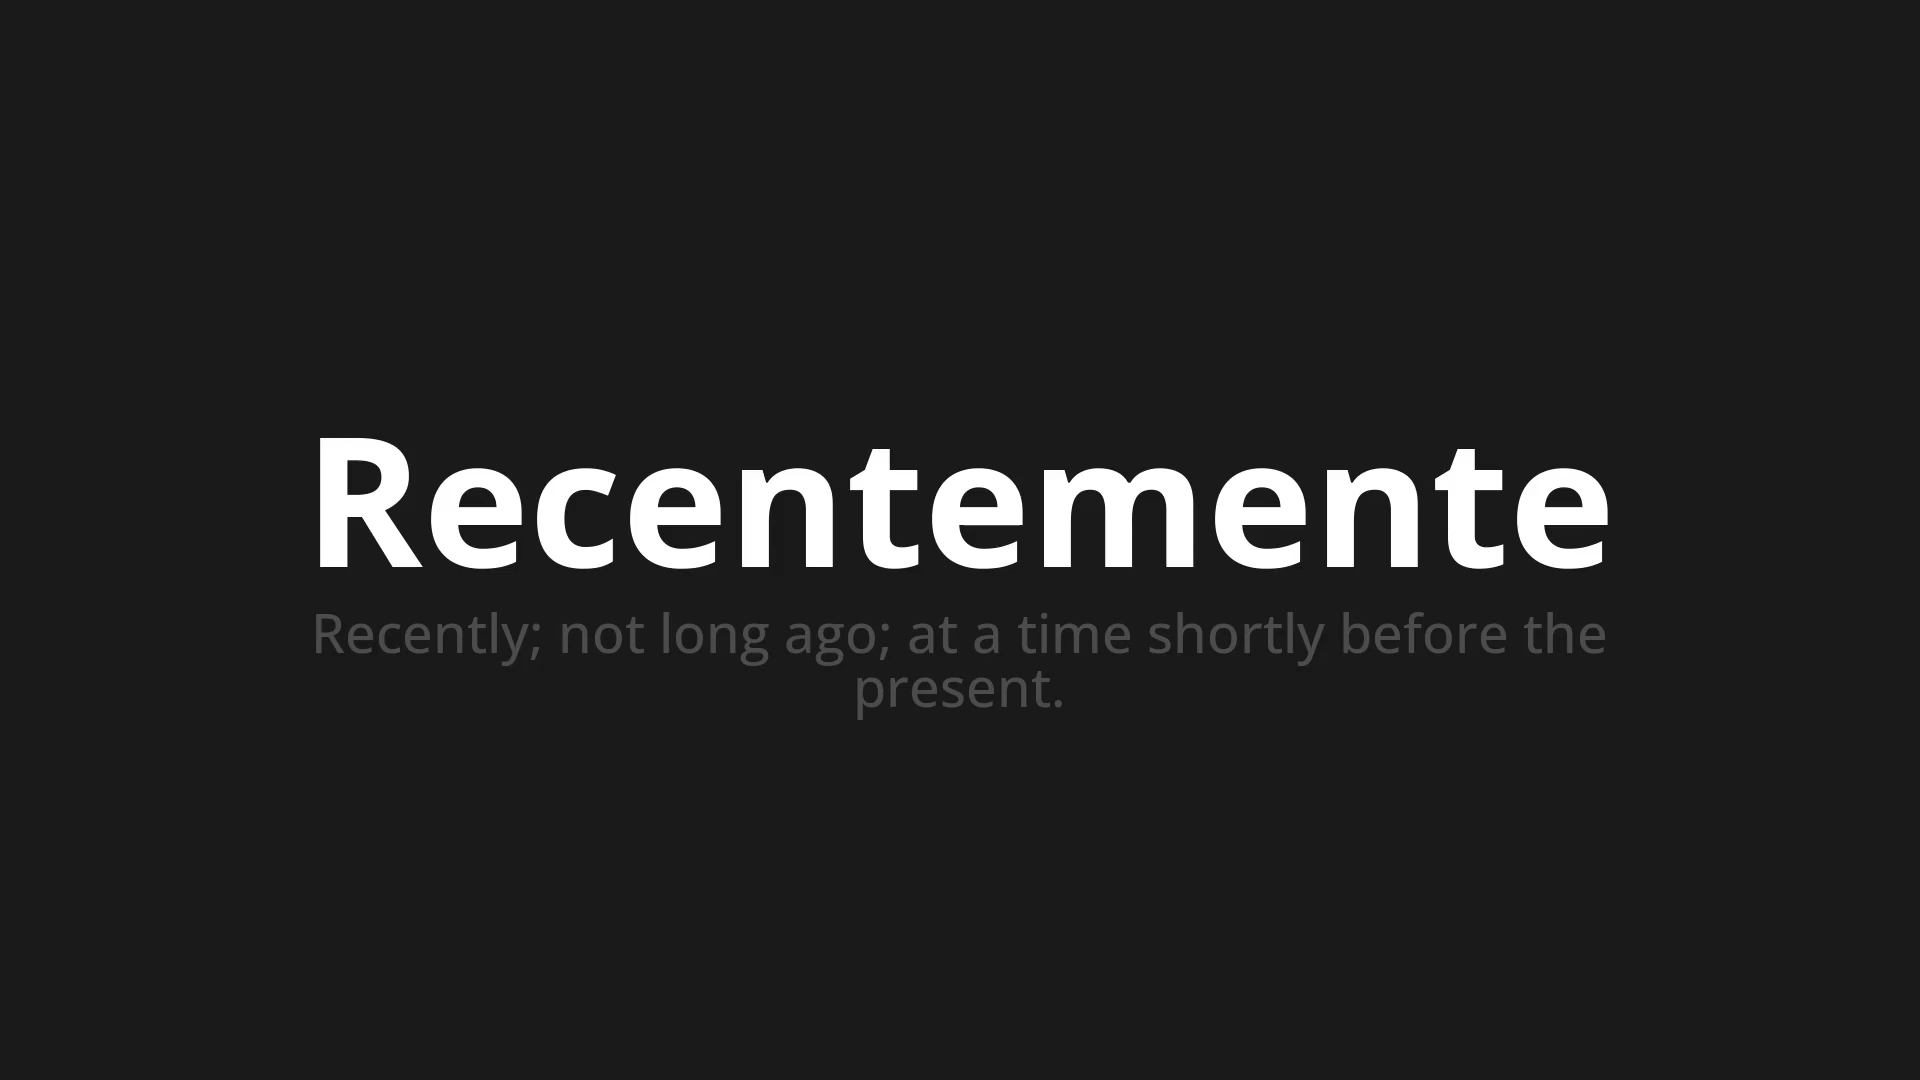 Recentemente
Recently; not long ago; at a time shortly before the
present.